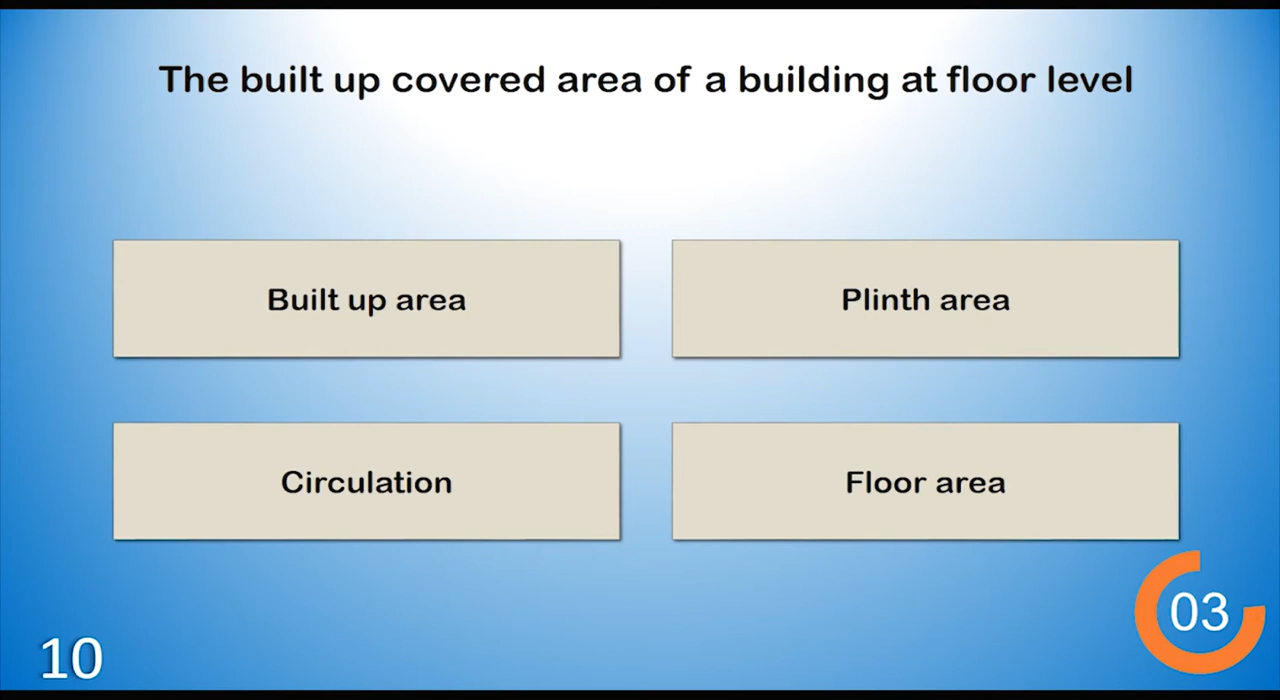 The built up covered area of a building at floor level
Built up area
Plinth area
Circulation
Floor area
03
10